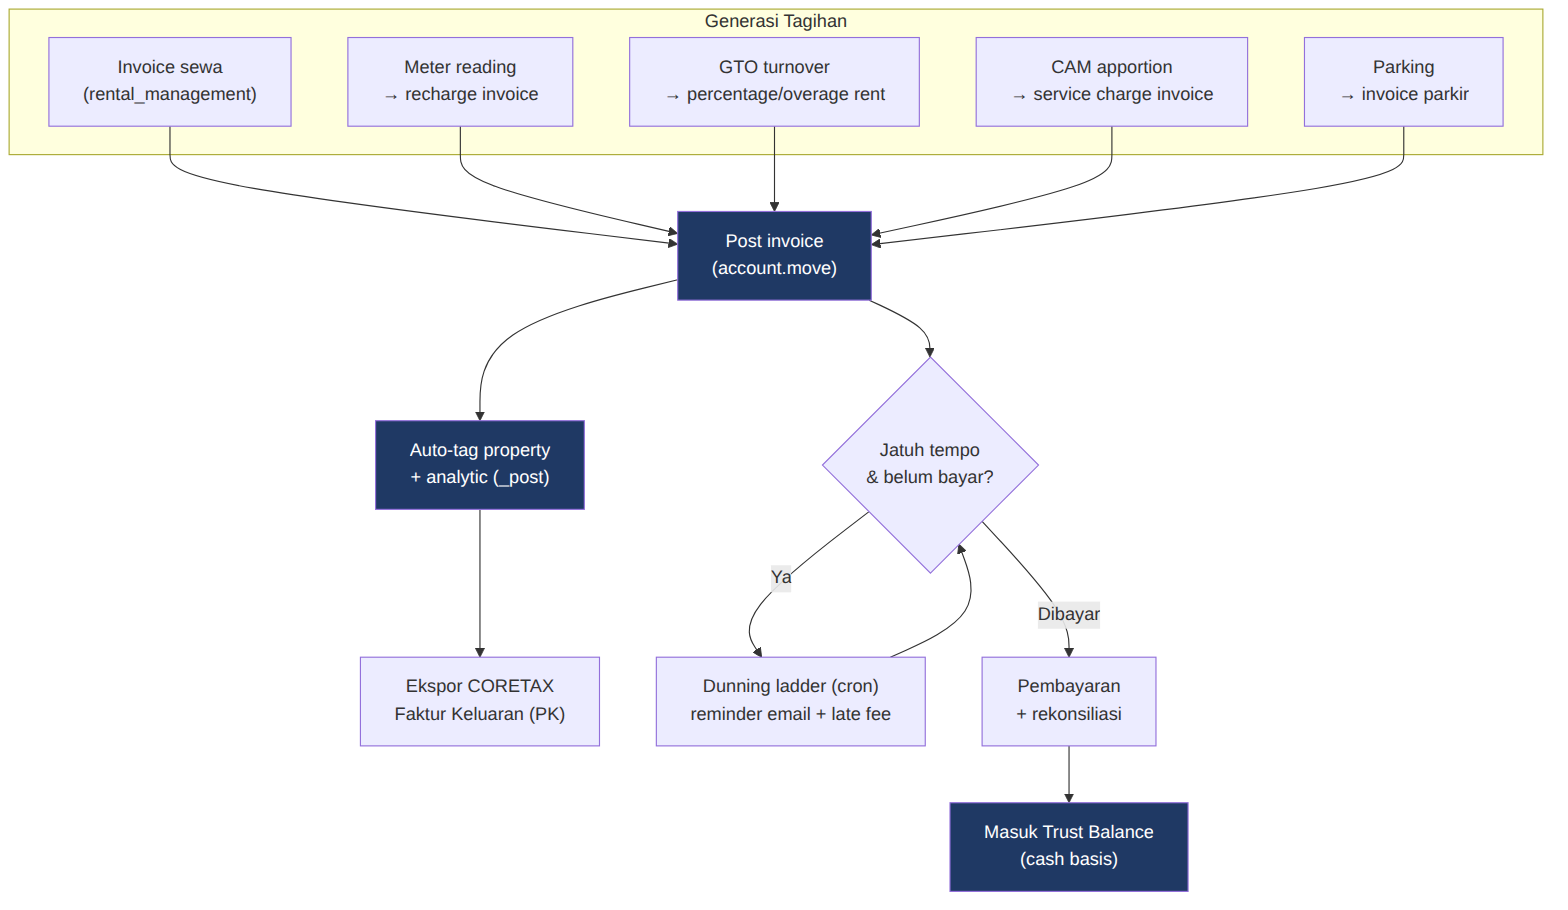 Generasi Tagihan
Invoice sewa
(rental_management)
Meter reading
→ recharge invoice
GTO turnover
→ percentage/overage rent
CAM apportion
→ service charge invoice
Parking
→ invoice parkir
Post invoice
(account.move)
Auto-tag property
+ analytic (_post)
Jatuh tempo
& belum bayar?
Ya
Dibayar
Ekspor CORETAX
Faktur Keluaran (PK)
Dunning ladder (cron)
reminder email + late fee
Pembayaran
+ rekonsiliasi
Masuk Trust Balance
(cash basis)